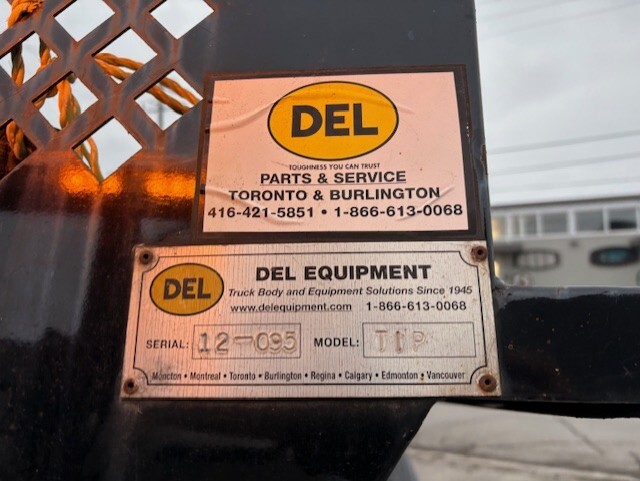 DEL
TOUGHNESS YOU CAN TRUST
PARTS & SERVICE
TORONTO & BURLINGTON
416-421-5851 • 1-866-613-0068
DEL
DEL EQUIPMENT
Truck Body and Equipment Solutions Since 1945
www.delequipment.com 1-866-613-0068
SERIAL: 12-095 MODEL: TIP
Moncton • Montreal • Toronto • Burlington • Regina • Calgary • Edmonton • Vancouver